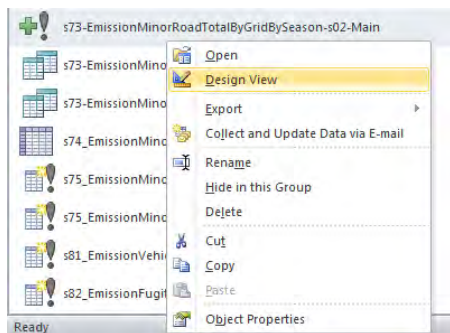 s73-EmissionMinorRoadTotalByGridBySeason-s02-Main
s73-EmissionMino
s73-EmissionMino
s74_EmissionMino
s75_EmissionMino
s75_EmissionMino
s81_EmissionVehi
s82_EmissionFugit
Open
Design View
Export
Collect and Update Data via E-mail
Rename
Hide in this Group
Delete
Cut
Copy
Paste
Object Properties
Ready